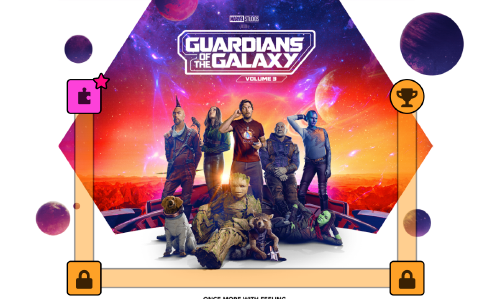 MARVEL STUDIOS
GUARDIANS
OF THE GALAXY
VOLUME 3
ONCE MORE WITH FEELING